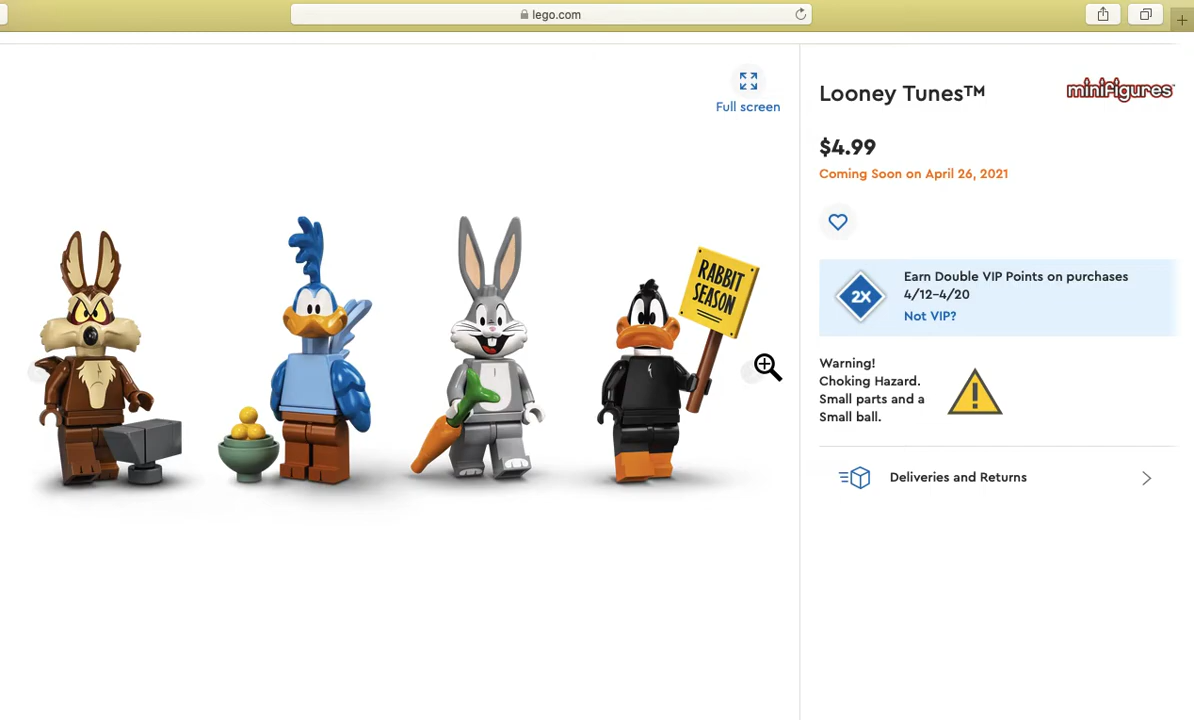 lego.com
Full screen
RABBIT
SEASON
Looney Tunes™
minifigures
$4.99
Coming Soon on April 26, 2021
2X
Earn Double VIP Points on purchases
4/12–4/20
Not VIP?
Warning!
Choking Hazard.
Small parts and a
Small ball.
Deliveries and Returns